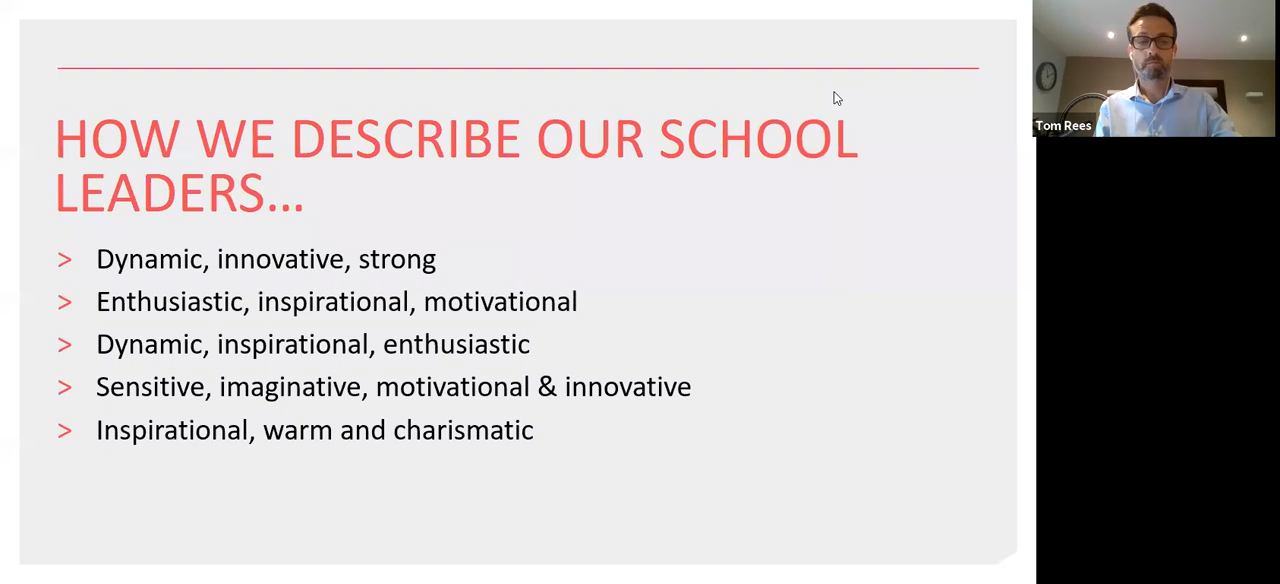 HOW WE DESCRIBE OUR SCHOOL
LEADERS...
> Dynamic, innovative, strong
> Enthusiastic, inspirational, motivational
> Dynamic, inspirational, enthusiastic
> Sensitive, imaginative, motivational & innovative
> Inspirational, warm and charismatic
Tom Rees